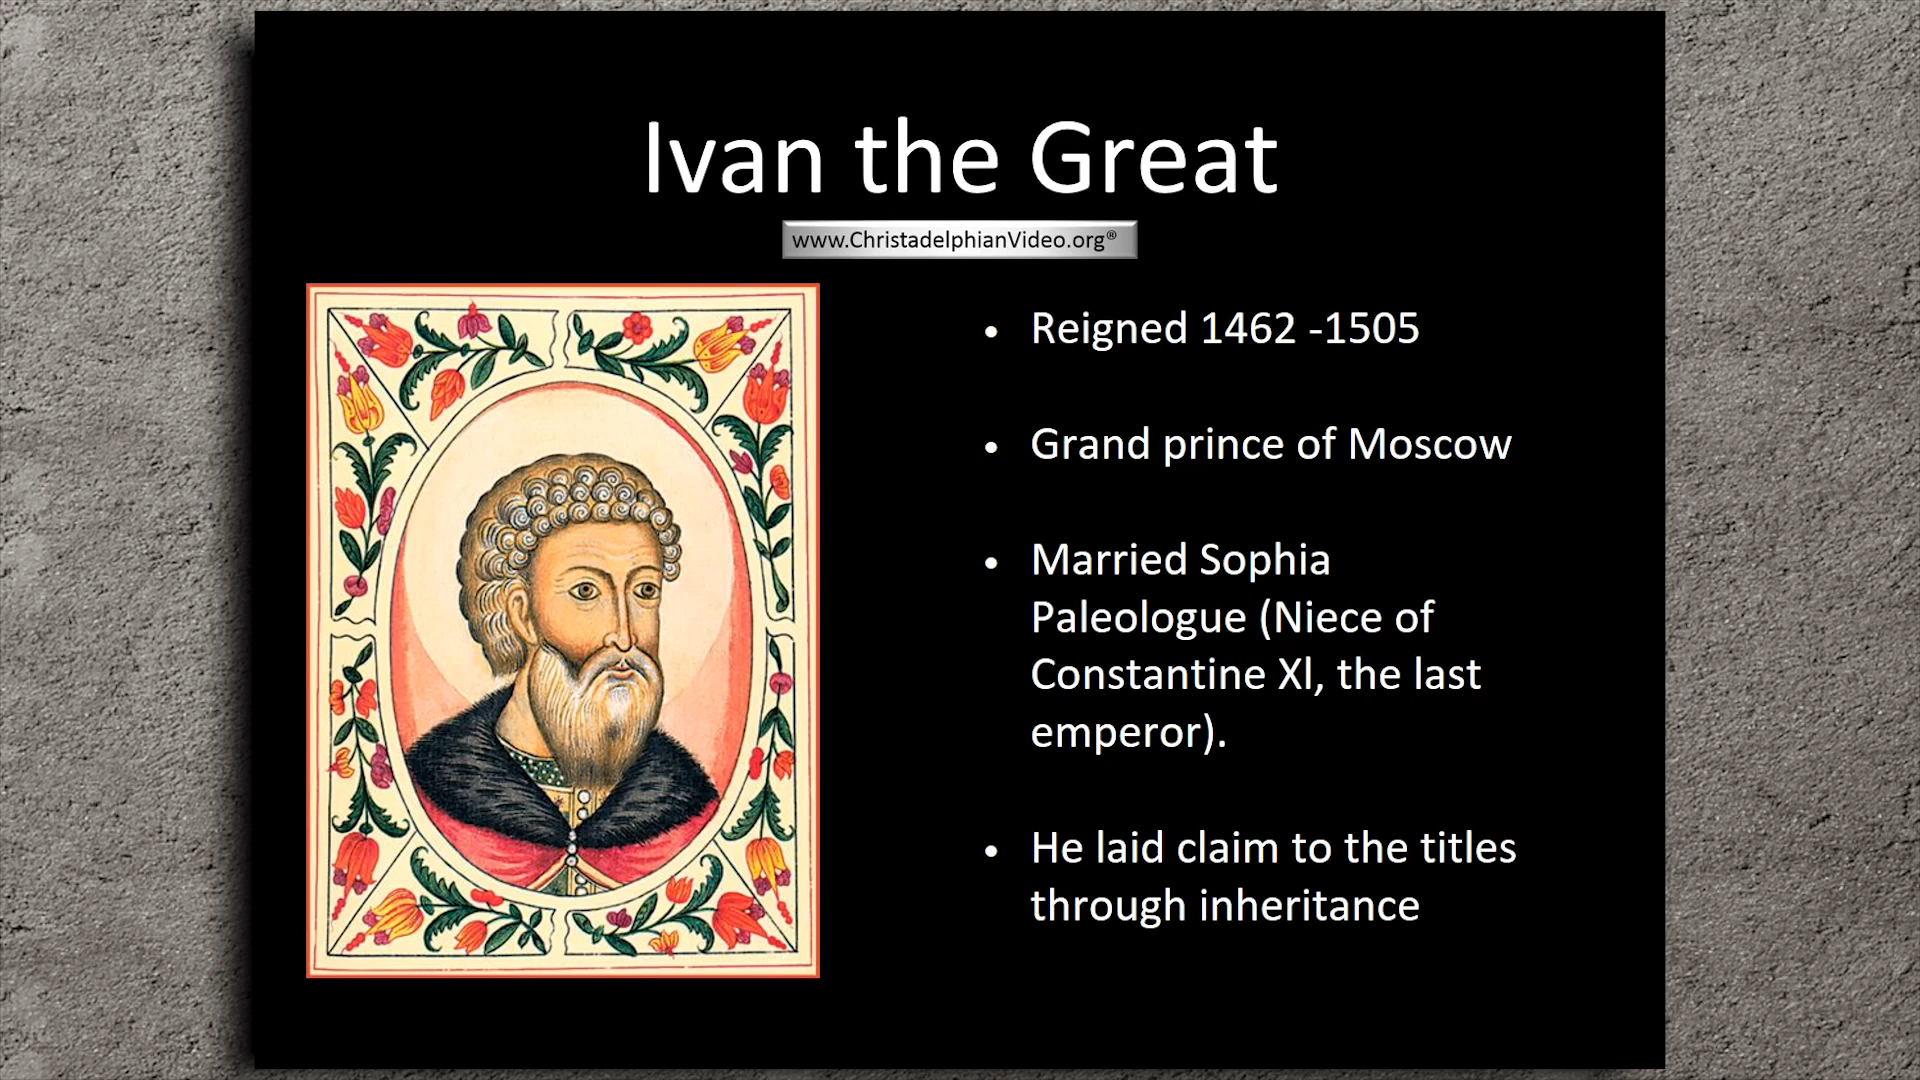 Ivan the Great
www.ChristadelphianVideo.org®
• Reigned 1462 -1505
• Grand prince of Moscow
• Married Sophia
Paleologue (Niece of
Constantine Xl, the last
emperor).
• He laid claim to the titles
through inheritance